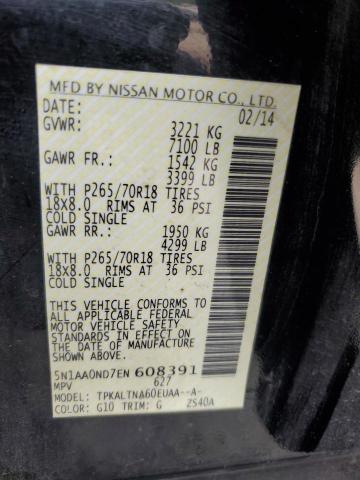 MFD BY NISSAN MOTOR CO., LTD.
DATE: 02/14
GVWR: 3221 KG
7100 LB
GAWR FR.: 1542 KG
3399 LB
WITH P265/70R18 TIRES
18x8.0 RIMS AT 36 PSI
COLD SINGLE
GAWR RR.: 1950 KG
4299 LB
WITH P265/70R18 TIRES
18x8.0 RIMS AT 36 PSI
COLD SINGLE
THIS VEHICLE CONFORMS TO
ALL APPLICABLE FEDERAL
MOTOR VEHICLE SAFETY
STANDARDS IN EFFECT ON THE
DATE OF MANUFACTURE
SHOWN ABOVE.
5N1AA0ND7EN 608391
MPV 627
MODEL: TPKALTNA60EUAA--A-
COLOR: G10 TRIM: G ZS40A